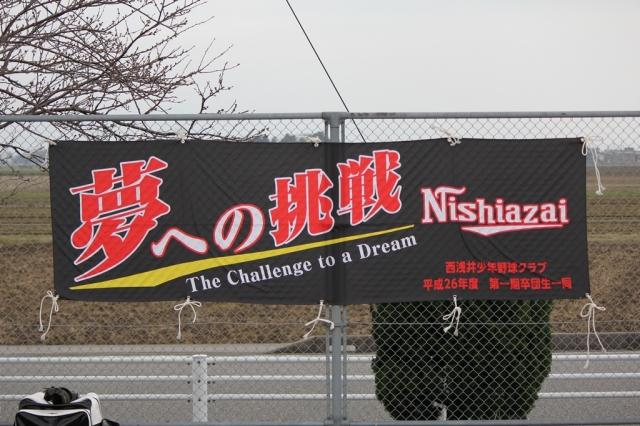 夢への挑戦
The Challenge to a Dream
Nishiazai
西浅井少年野球クラブ
平成26年度 第一期卒団生一同